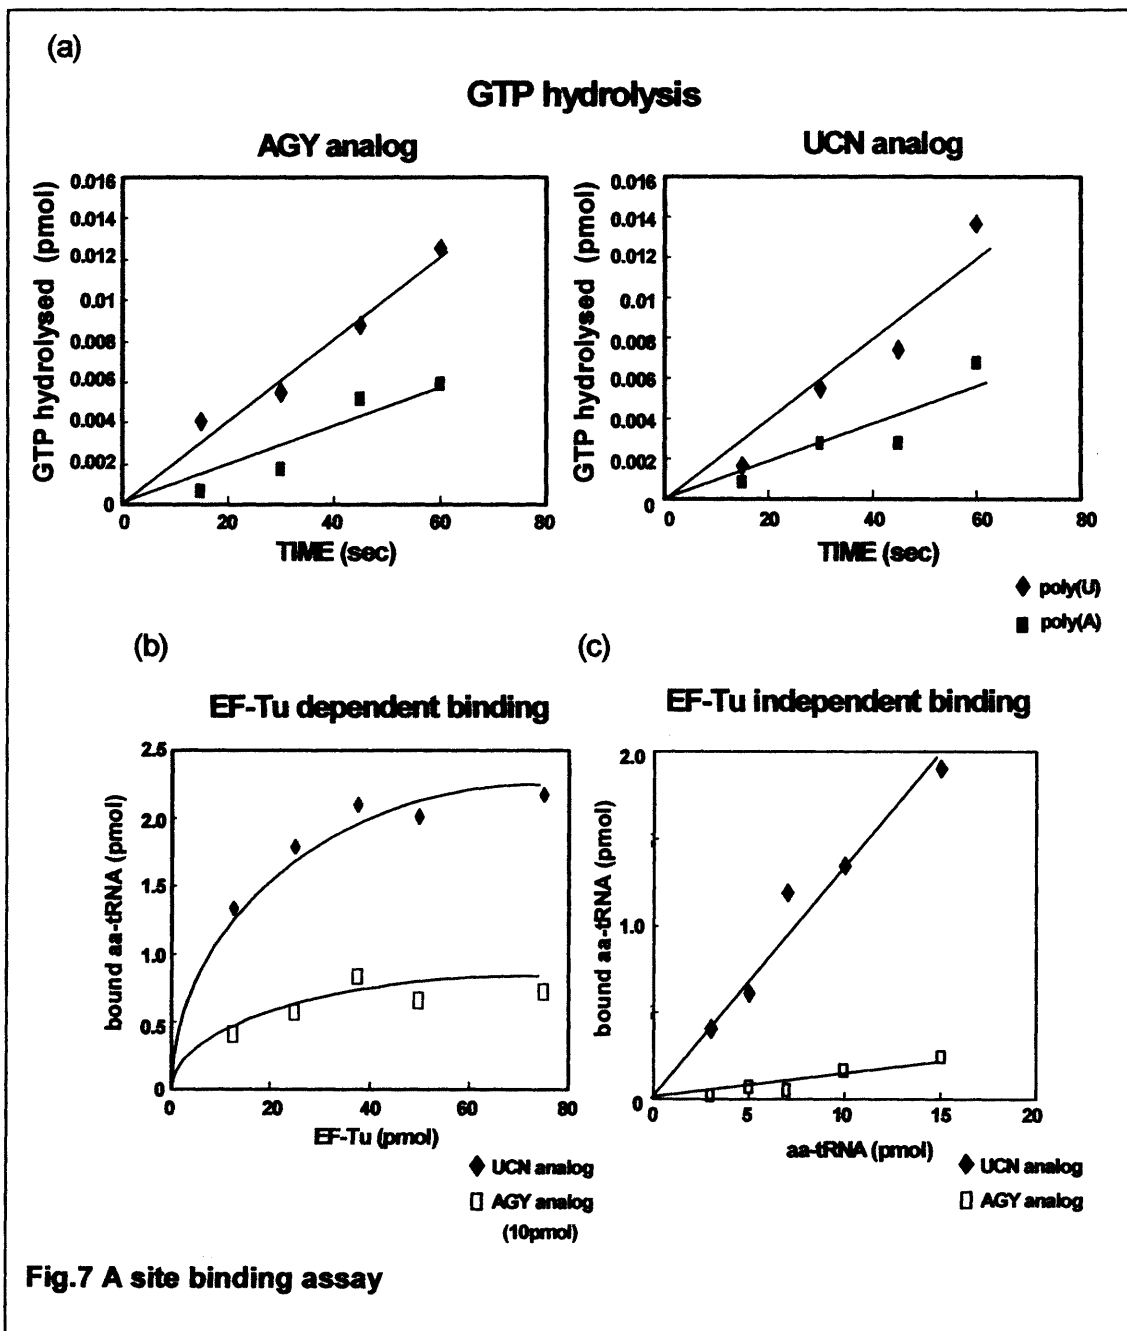 (a)
GTP hydrolysis
AGY analog
UCN analog
GTP hydrolysed (pmol)
0.016
0.014
0.012
0.01
0.008
0.006
0.004
0.002
0
0 20 40 60 80
TIME (sec)
GTP hydrolysed (pmol)
0.016
0.014
0.012
0.01
0.008
0.006
0.004
0.002
0
0 20 40 60 80
TIME (sec)
poly(U)
poly(A)
(b)
EF-Tu dependent binding
bound aa-tRNA (pmol)
2.5
2.0
1.5
1.0
0.5
0
0 20 40 60 80
EF-Tu (pmol)
UCN analog
AGY analog
(10pmol)
(c)
EF-Tu independent binding
bound aa-tRNA (pmol)
2.0
1.0
0
0 5 10 15 20
aa-tRNA (pmol)
UCN analog
AGY analog
Fig.7 A site binding assay